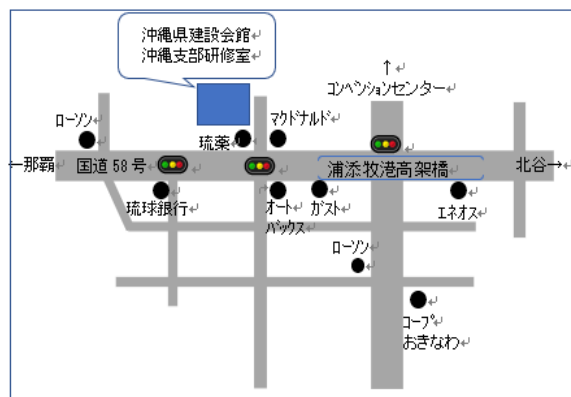 沖縄県建設会館
沖縄支部研修室
↑
コンベンションセンター
ローソン
琉薬
マクドナルド
←那覇
国道58号
浦添牧港高架橋
北谷→
琉球銀行
オート
バックス
ガスト
エネオス
ローソン
コープ
おきなわ